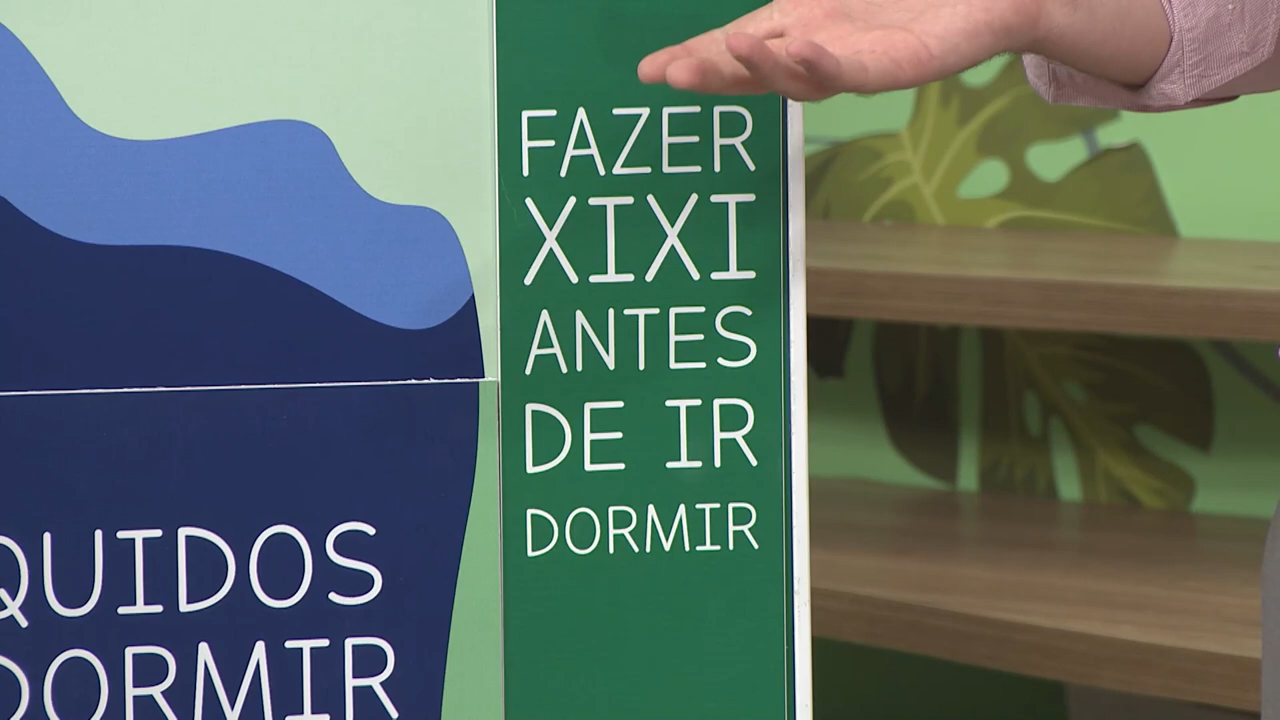 FAZER
XIXI
ANTES
DE IR
DORMIR
QUIDOS
DORMIR